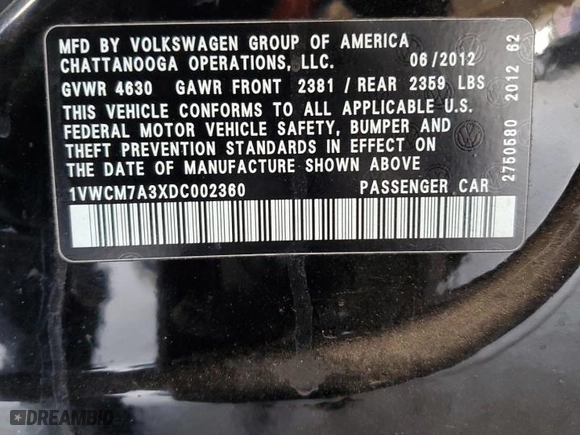 MFD BY VOLKSWAGEN GROUP OF AMERICA
CHATTANOOGA OPERATIONS, LLC. 06/2012
GVWR 4630 GAWR FRONT 2381 / REAR 2359 LBS
THIS VEHICLE CONFORMS TO ALL APPLICABLE U.S.
FEDERAL MOTOR VEHICLE SAFETY, BUMPER AND
THEFT PREVENTION STANDARDS IN EFFECT ON
THE DATE OF MANUFACTURE SHOWN ABOVE
1VWCM7A3XDC002360 PASSENGER CAR
2750580 2012 62
DREAMBID